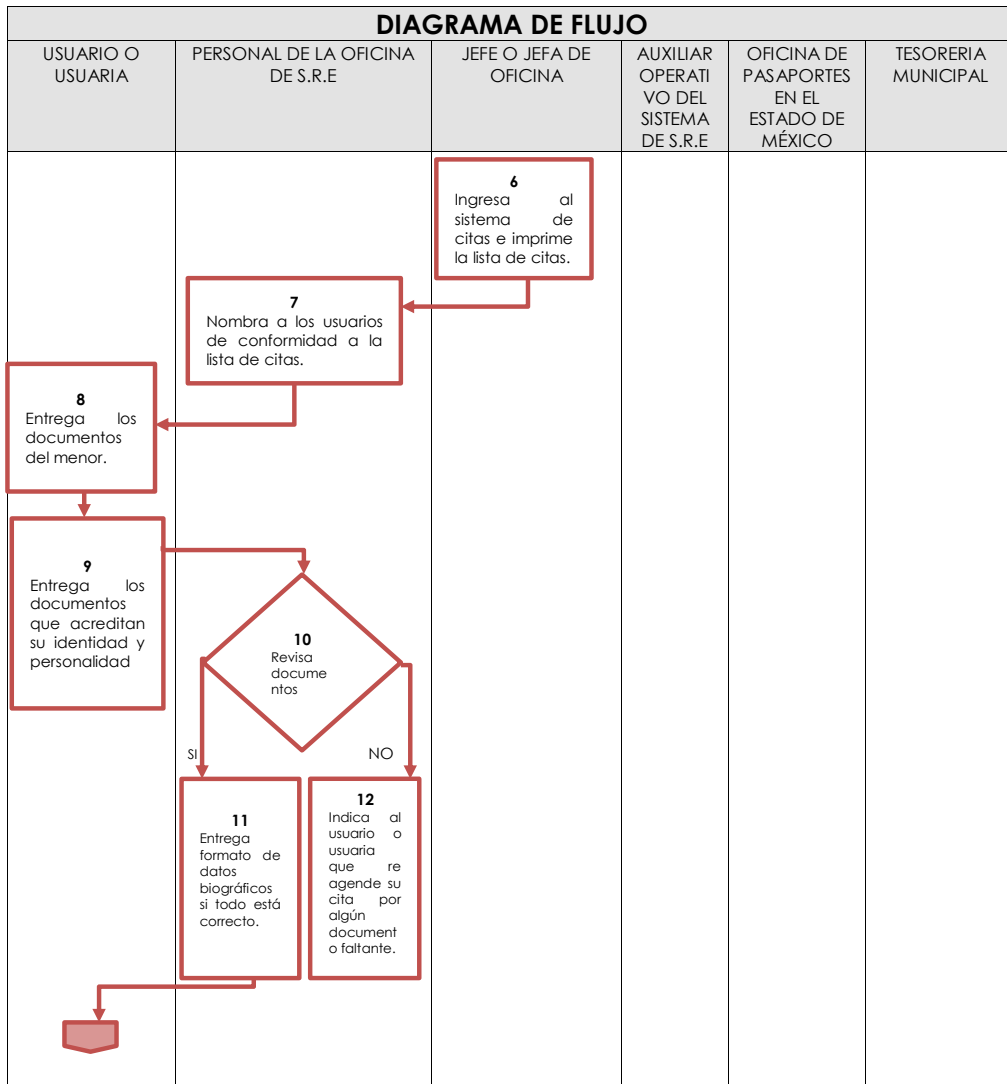 DIAGRAMA DE FLUJO
USUARIO O
USUARIA
PERSONAL DE LA OFICINA
DE S.R.E
JEFE O JEFA DE
OFICINA
AUXILIAR
OPERATI
VO DEL
SISTEMA
DE S.R.E
OFICINA DE
PASAPORTES
EN EL
ESTADO DE
MÉXICO
TESORERIA
MUNICIPAL
6
Ingresa al
sistema de
citas e imprime
la lista de citas.
7
Nombra a los usuarios
de conformidad a la
lista de citas.
8
Entrega los
documentos
del menor.
9
Entrega los
documentos
que acreditan
su identidad y
personalidad
10
Revisa
docume
ntos
SI
NO
11
Entrega
formato de
datos
biográficos
si todo está
correcto.
12
Indica al
usuario o
usuaria
que re
agende su
cita por
algún
document
o faltante.